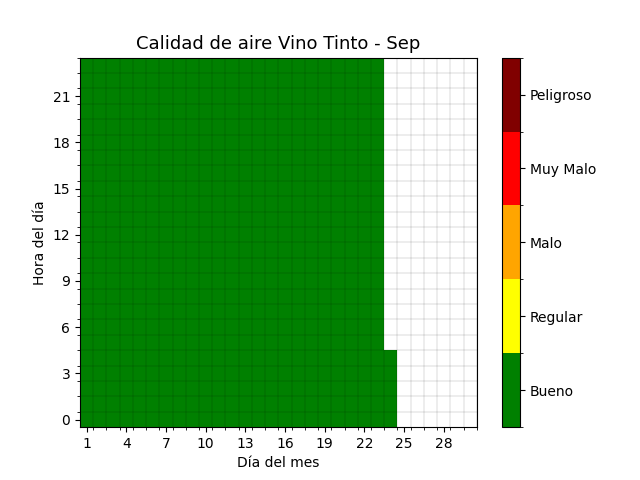 Calidad de aire Vino Tinto - Sep
Hora del día
21
18
15
12
9
6
3
0
1 4 7 10 13 16 19 22 25 28
Día del mes
Peligroso
Muy Malo
Malo
Regular
Bueno